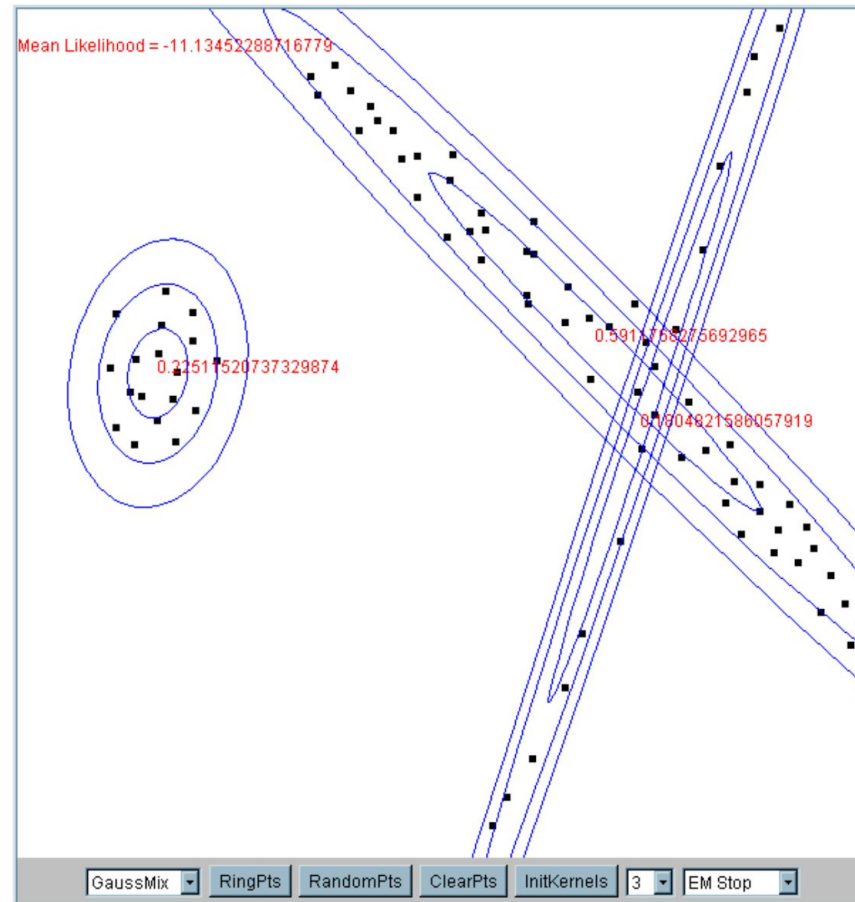 Mean Likelihood = -11.13452288716779
0.5911768275692965
0.22511520737329874
0.1804821586057919
GaussMix RingPts RandomPts ClearPts InitKernels 3 EM Stop